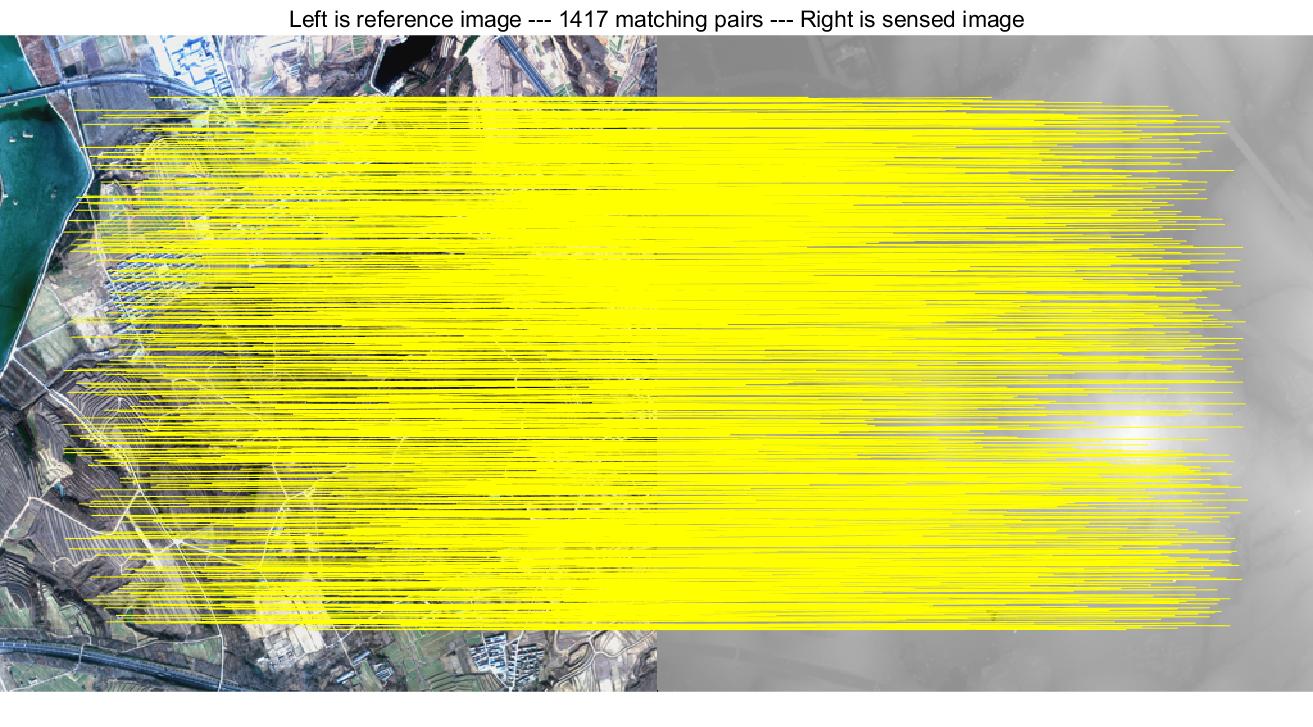 Left is reference image --- 1417 matching pairs --- Right is sensed image